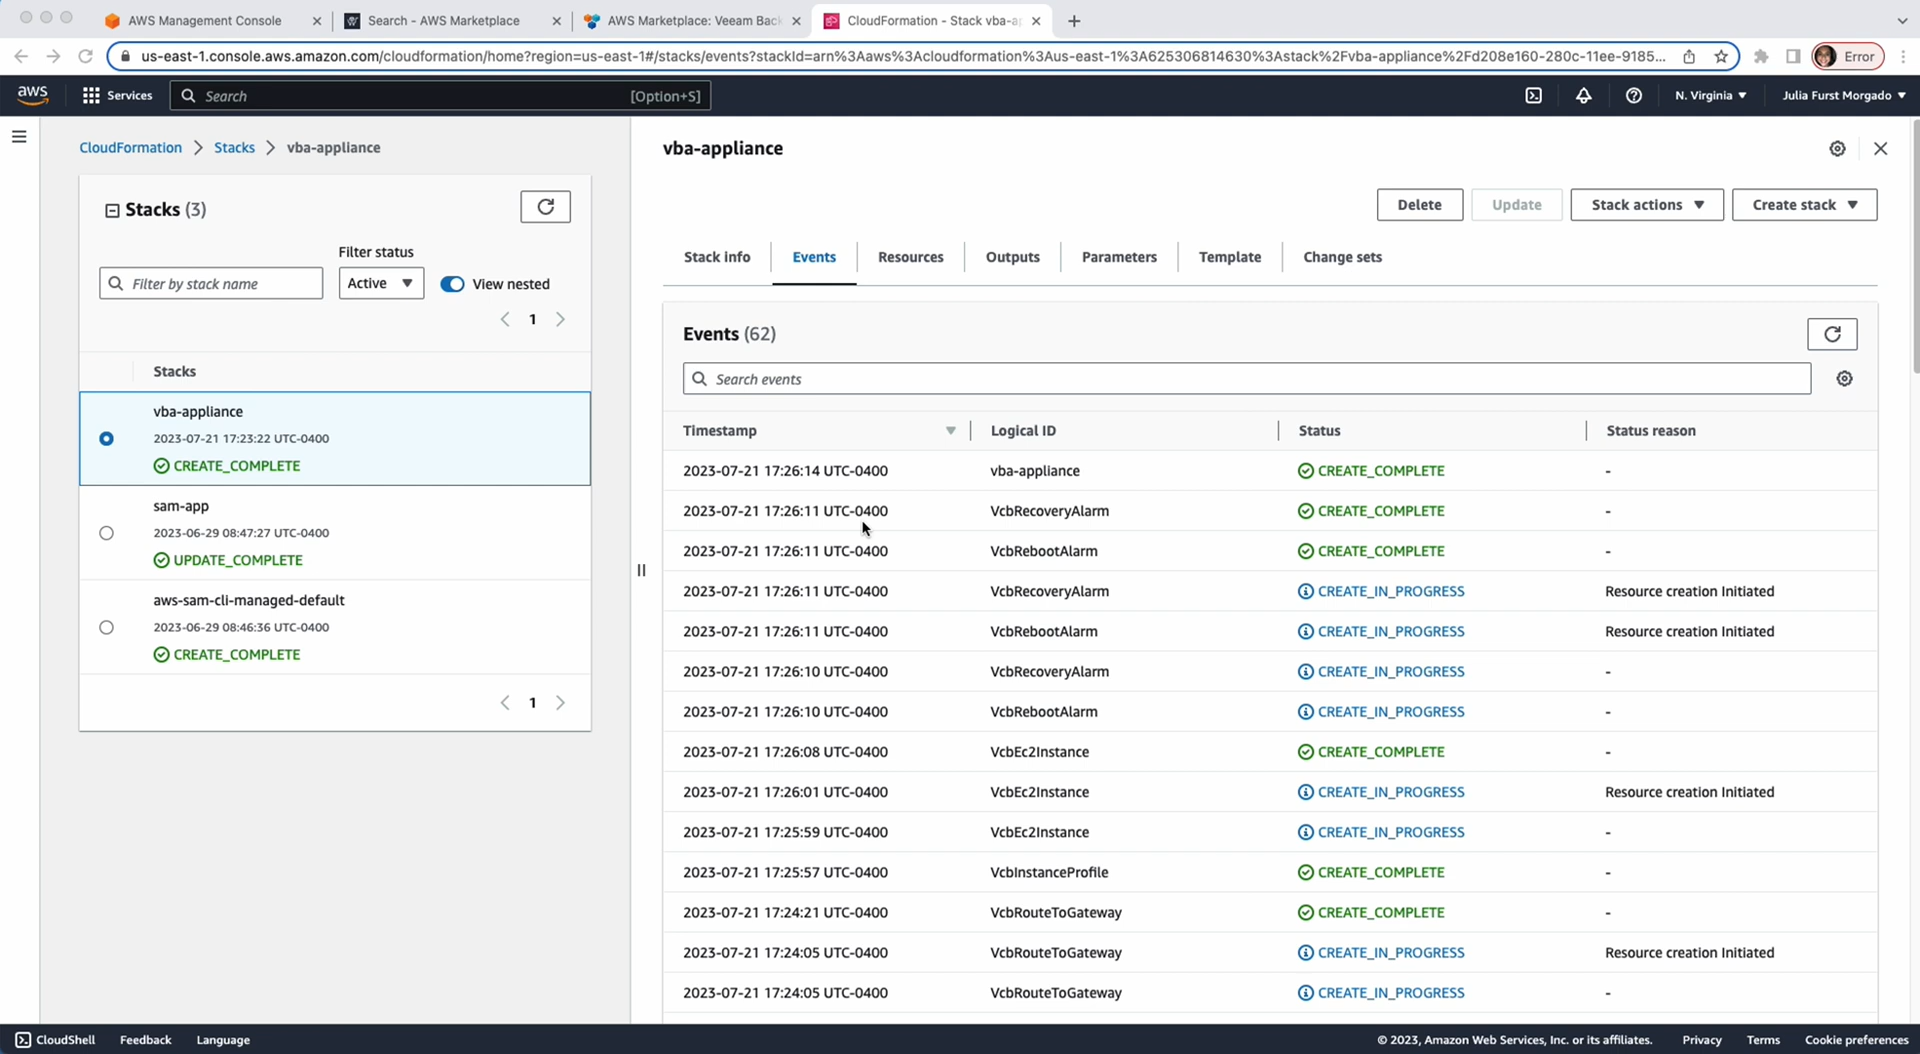 AWS Management Console
Search - AWS Marketplace
AWS Marketplace: Veeam Back
CloudFormation - Stack vba-a
us-east-1.console.aws.amazon.com/cloudformation/home?region=us-east-1#/stacks/events?stackId=arn%3Aaws%3Acloudformation%3Aus-east-1%3A625306814630%3Astack%2Fvba-appliance%2Fd208e160-280c-11ee-9185...
Error
aws
Services
Search
[Option+S]
N. Virginia
Julia Furst Morgado
CloudFormation
Stacks
vba-appliance
Stacks (3)
Filter status
Filter by stack name
Active
View nested
1
Stacks
vba-appliance
2023-07-21 17:23:22 UTC-0400
CREATE_COMPLETE
sam-app
2023-06-29 08:47:27 UTC-0400
UPDATE_COMPLETE
aws-sam-cli-managed-default
2023-06-29 08:46:36 UTC-0400
CREATE_COMPLETE
1
vba-appliance
Delete
Update
Stack actions
Create stack
Stack info
Events
Resources
Outputs
Parameters
Template
Change sets
Events (62)
Search events
Timestamp Logical ID Status Status reason
2023-07-21 17:26:14 UTC-0400 vba-appliance CREATE_COMPLETE -
2023-07-21 17:26:11 UTC-0400 VcbRecoveryAlarm CREATE_COMPLETE -
2023-07-21 17:26:11 UTC-0400 VcbRebootAlarm CREATE_COMPLETE -
2023-07-21 17:26:11 UTC-0400 VcbRecoveryAlarm CREATE_IN_PROGRESS Resource creation Initiated
2023-07-21 17:26:11 UTC-0400 VcbRebootAlarm CREATE_IN_PROGRESS Resource creation Initiated
2023-07-21 17:26:10 UTC-0400 VcbRecoveryAlarm CREATE_IN_PROGRESS -
2023-07-21 17:26:10 UTC-0400 VcbRebootAlarm CREATE_IN_PROGRESS -
2023-07-21 17:26:08 UTC-0400 VcbEc2Instance CREATE_COMPLETE -
2023-07-21 17:26:01 UTC-0400 VcbEc2Instance CREATE_IN_PROGRESS Resource creation Initiated
2023-07-21 17:25:59 UTC-0400 VcbEc2Instance CREATE_IN_PROGRESS -
2023-07-21 17:25:57 UTC-0400 VcbInstanceProfile CREATE_COMPLETE -
2023-07-21 17:24:21 UTC-0400 VcbRouteToGateway CREATE_COMPLETE -
2023-07-21 17:24:05 UTC-0400 VcbRouteToGateway CREATE_IN_PROGRESS Resource creation Initiated
2023-07-21 17:24:05 UTC-0400 VcbRouteToGateway CREATE_IN_PROGRESS -
CloudShell
Feedback
Language
© 2023, Amazon Web Services, Inc. or its affiliates.
Privacy
Terms
Cookie preferences